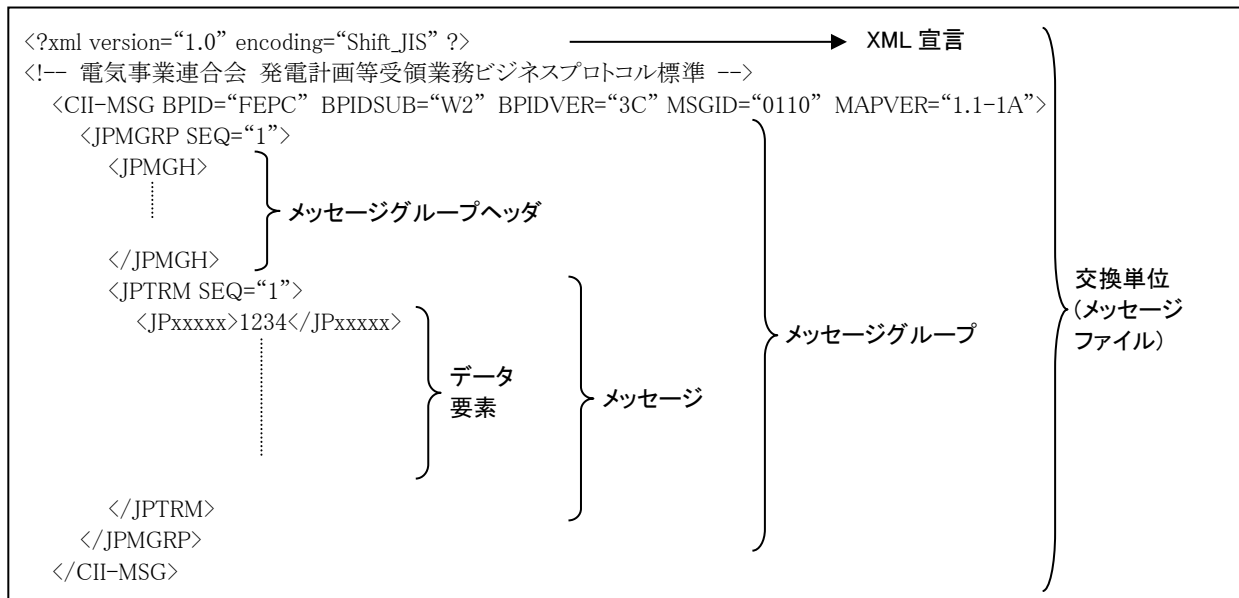 <?xml version=“1.0” encoding=“Shift_JIS” ?>
XML 宣言
<!-- 電気事業連合会 発電計画等受領業務ビジネスプロトコル標準 -->
<CII-MSG BPID=“FEPC” BPIDSUB=“W2” BPIDVER=“3C” MSGID=“0110” MAPVER=“1.1-1A”>
<JPMGRP SEQ=“1”>
<JPMGH>
メッセージグループヘッダ
</JPMGH>
<JPTRM SEQ=“1”>
<JPxxxxx>1234</JPxxxxx>
データ
要素
メッセージ
メッセージグループ
交換単位
(メッセージ
ファイル)
</JPTRM>
</JPMGRP>
</CII-MSG>